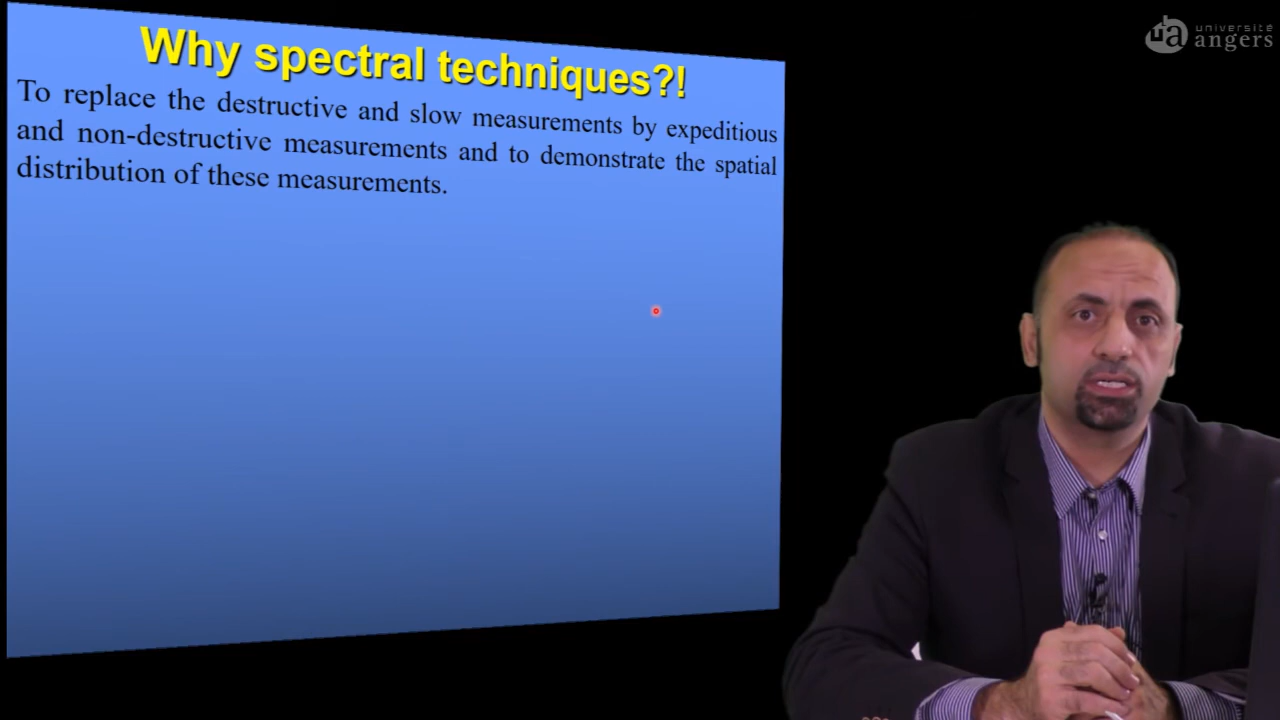 Why spectral techniques?!
To replace the destructive and slow measurements by expeditious
and non-destructive measurements and to demonstrate the spatial
distribution of these measurements.
université
angers